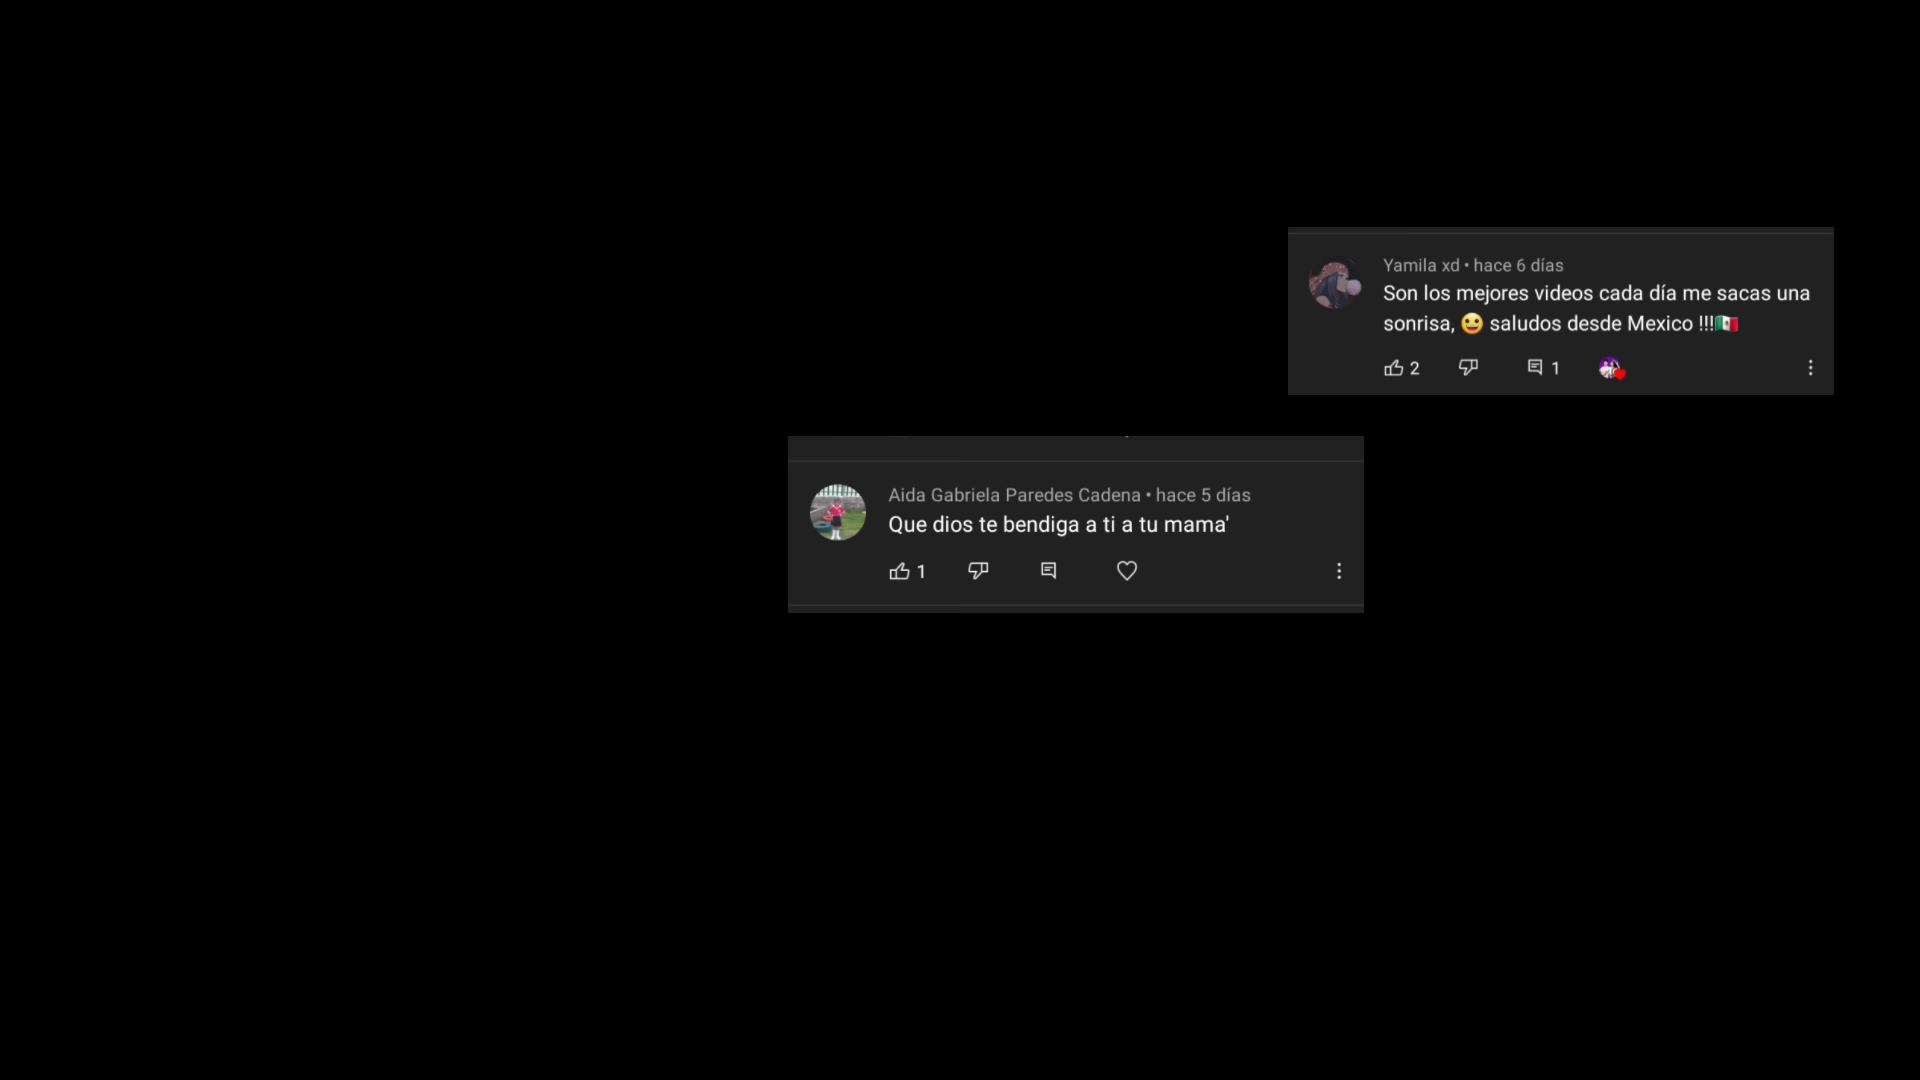 Yamila xd • hace 6 días
Son los mejores videos cada día me sacas una
sonrisa, 😀 saludos desde Mexico !!!🇲🇽
2 1
Aida Gabriela Paredes Cadena • hace 5 días
Que dios te bendiga a ti a tu mama'
1